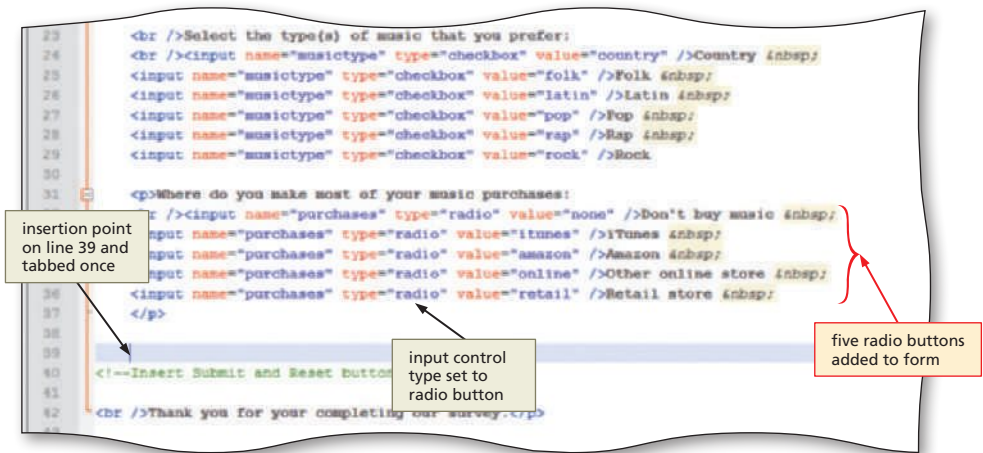 23 <br />Select the type(s) of music that you prefer:
24 <br /><input name="musictype" type="checkbox" value="country" />Country &nbsp;
25 <input name="musictype" type="checkbox" value="folk" />Folk &nbsp;
26 <input name="musictype" type="checkbox" value="latin" />Latin &nbsp;
27 <input name="musictype" type="checkbox" value="pop" />Pop &nbsp;
28 <input name="musictype" type="checkbox" value="rap" />Rap &nbsp;
29 <input name="musictype" type="checkbox" value="rock" />Rock
30
31 <p>Where do you make most of your music purchases:
r /><input name="purchases" type="radio" value="none" />Don't buy music &nbsp;
nput name="purchases" type="radio" value="itunes" />iTunes &nbsp;
nput name="purchases" type="radio" value="amazon" />Amazon &nbsp;
nput name="purchases" type="radio" value="online" />Other online store &nbsp;
36 <input name="purchases" type="radio" value="retail" />Retail store &nbsp;
37 </p>
38
39
40 <!--Insert Submit and Reset button
41
42 <br />Thank you for your completing our survey.</p>
insertion point
on line 39 and
tabbed once
input control
type set to
radio button
five radio buttons
added to form